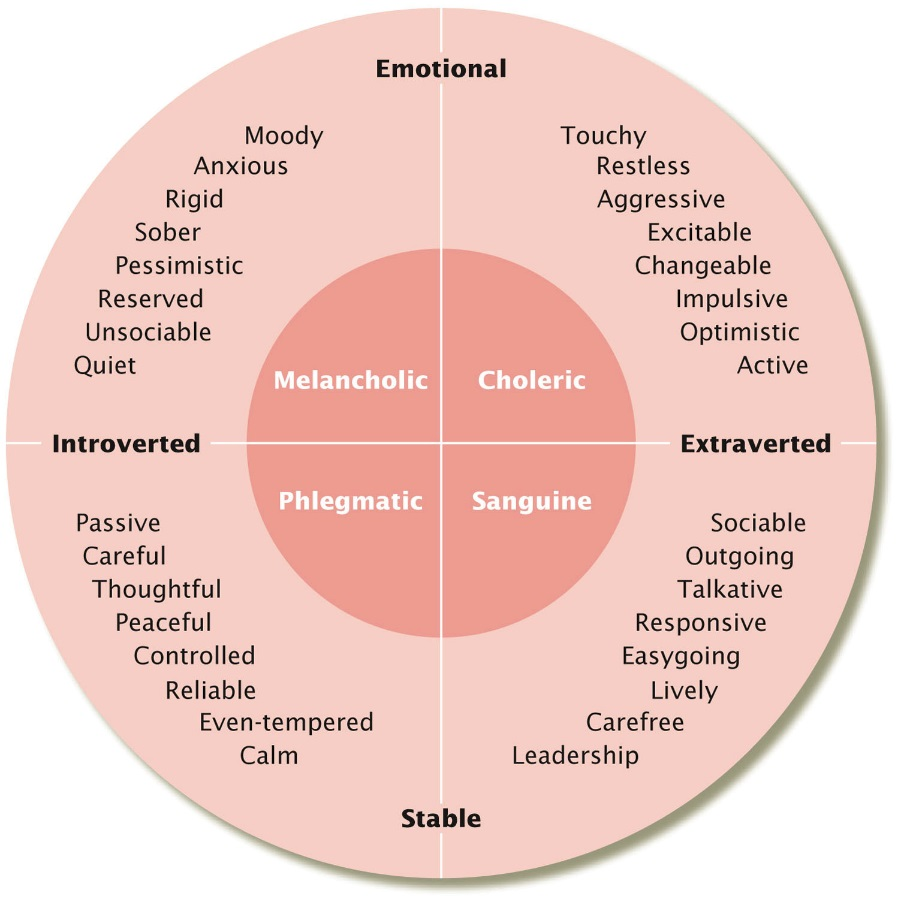 Emotional
Moody
Anxious
Rigid
Sober
Pessimistic
Reserved
Unsociable
Quiet
Touchy
Restless
Aggressive
Excitable
Changeable
Impulsive
Optimistic
Active
Melancholic
Choleric
Introverted
Extraverted
Phlegmatic
Sanguine
Passive
Careful
Thoughtful
Peaceful
Controlled
Reliable
Even-tempered
Calm
Sociable
Outgoing
Talkative
Responsive
Easygoing
Lively
Carefree
Leadership
Stable